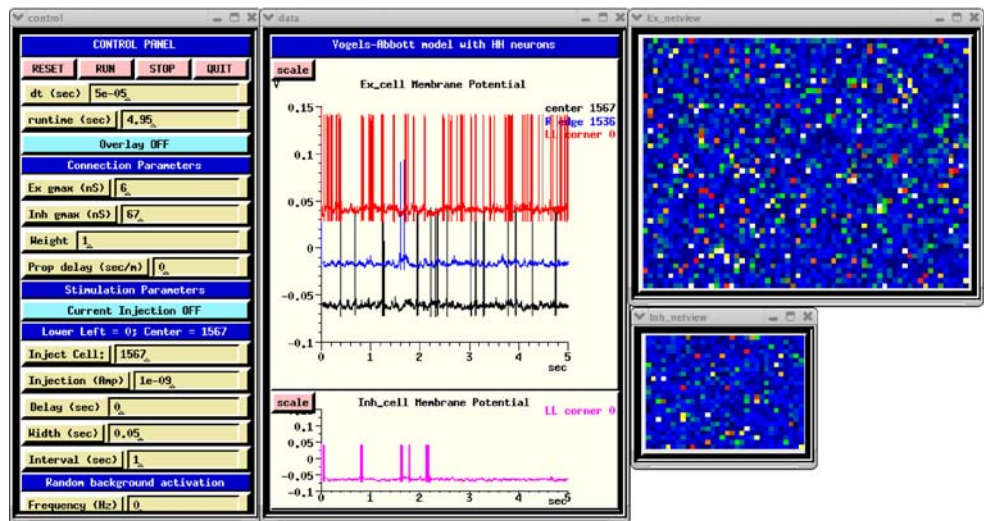 control
CONTROL PANEL
RESET RUN STOP QUIT
dt (sec) 5e-05
runtime (sec) 4.95
Overlay OFF
Connection Parameters
Ex gmax (nS) 6
Inh gmax (nS) 67
Weight 1
Prop delay (sec/m) 0
Stimulation Parameters
Current Injection OFF
Lower Left = 0; Center = 1567
Inject Cell: 1567
Injection (Amp) 1e-09
Delay (sec) 0
Width (sec) 0.05
Interval (sec) 1
Random background activation
Frequency (Hz) 0
data
Vogels-Abbott model with HH neurons
scale
V
Ex_cell Membrane Potential
center 1567
R edge 1536
LL corner 0
0.15
0.1
0.05
0
-0.05
-0.1
0 1 2 3 4 5
sec
scale
Inh_cell Membrane Potential
LL corner 0
0.1
0.05
0
-0.05
-0.1
0 1 2 3 4 5
sec
Ex_netview
Inh_netview